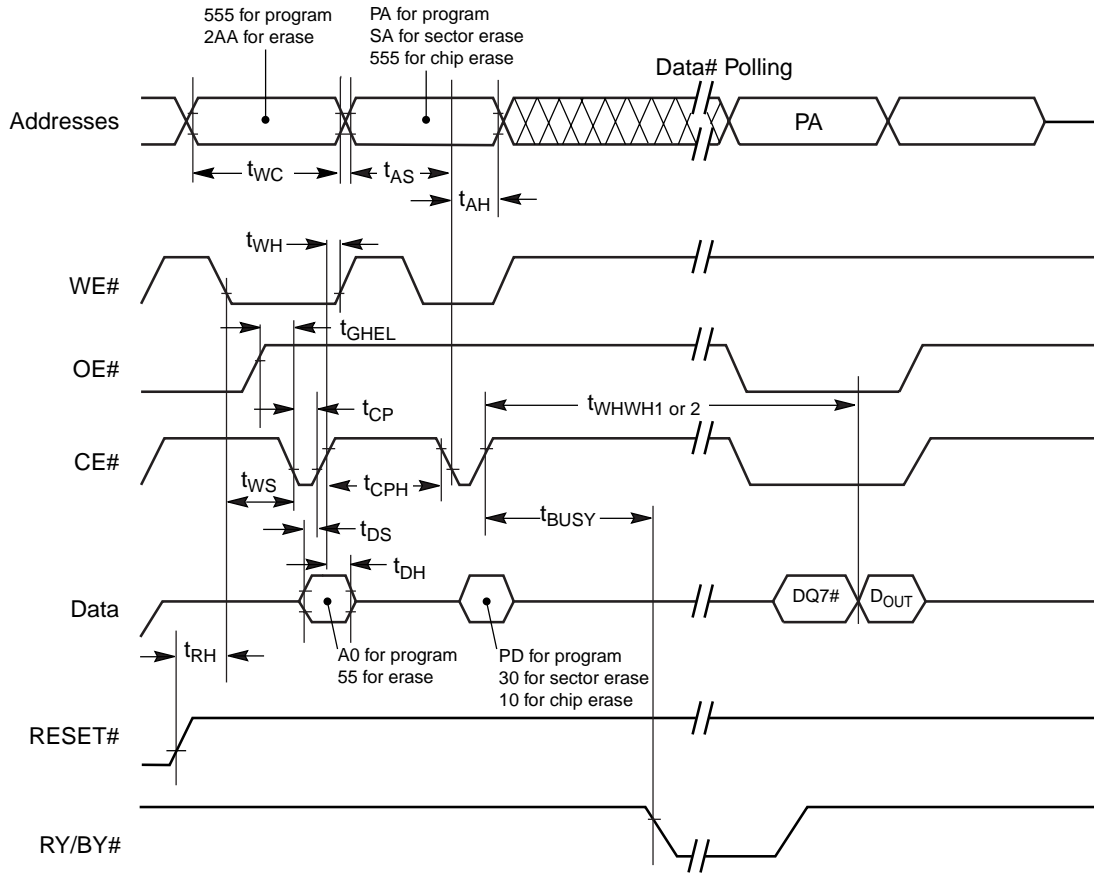 555 for program
2AA for erase
PA for program
SA for sector erase
555 for chip erase
Data# Polling
Addresses
PA
tWC
tAS
tAH
tWH
WE#
tGHEL
OE#
tWHWH1 or 2
tCP
CE#
tWS
tCPH
tBUSY
tDS
tDH
Data
DQ7#
DOUT
tRH
A0 for program
55 for erase
PD for program
30 for sector erase
10 for chip erase
RESET#
RY/BY#